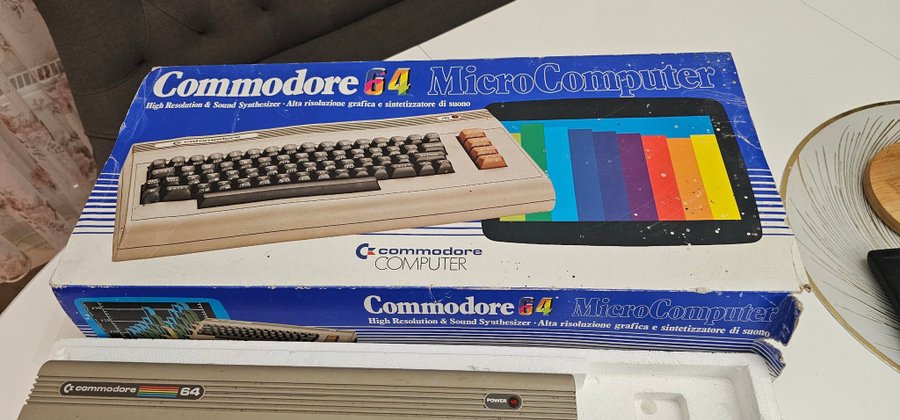 Commodore 64 MicroComputer
High Resolution & Sound Synthesizer · Alta risoluzione grafica e sintetizzatore di suono
commodore
commodore
COMPUTER
Commodore 64 MicroComputer
High Resolution & Sound Synthesizer · Alta risoluzione grafica e sintetizzatore di suono
commodore 64
POWER